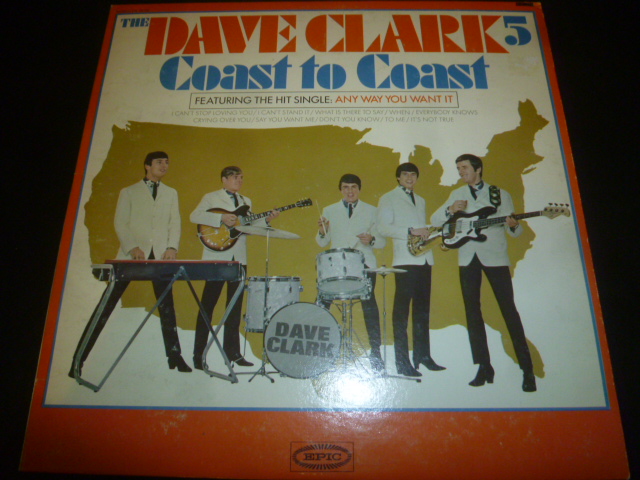 THE DAVE CLARK 5
Coast to Coast
FEATURING THE HIT SINGLE: ANY WAY YOU WANT IT
I CAN'T STOP LOVING YOU / I CAN'T STAND IT / WHAT IS THERE TO SAY / WHEN / EVERYBODY KNOWS
CRYING OVER YOU / SAY YOU WANT ME / DON'T YOU KNOW / TO ME / IT'S NOT TRUE
DAVE
CLARK
EPIC